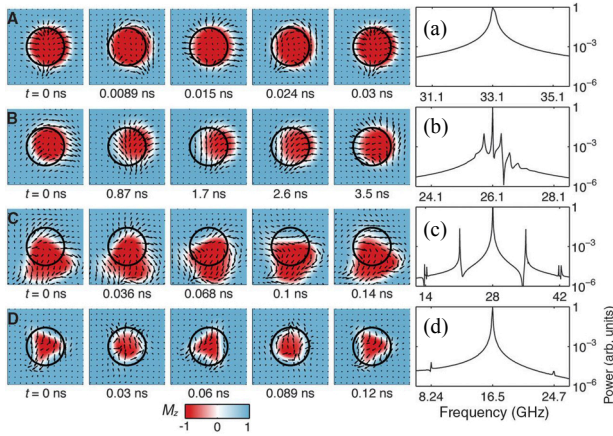 A
t = 0 ns 0.0089 ns 0.015 ns 0.024 ns 0.03 ns
(a)
1
10⁻³
10⁻⁶
31.1 33.1 35.1
B
t = 0 ns 0.87 ns 1.7 ns 2.6 ns 3.5 ns
(b)
1
10⁻³
10⁻⁶
24.1 26.1 28.1
C
t = 0 ns 0.036 ns 0.068 ns 0.1 ns 0.14 ns
(c)
1
10⁻³
10⁻⁶
14 28 42
D
t = 0 ns 0.03 ns 0.06 ns 0.089 ns 0.12 ns
(d)
1
10⁻³
10⁻⁶
8.24 16.5 24.7
Mz
-1 0 1
Frequency (GHz)
Power (arb. units)